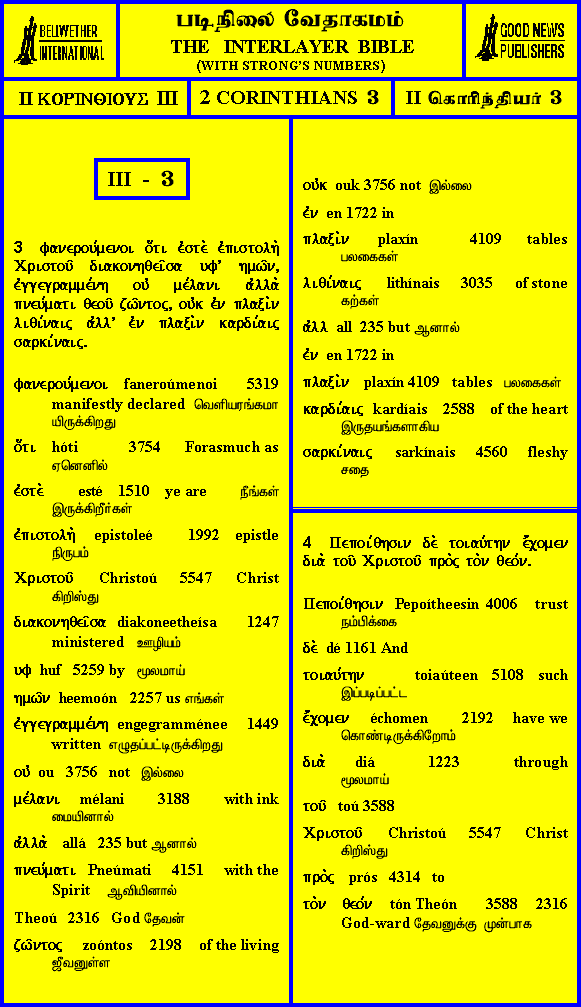 BELLWETHER
INTERNATIONAL
படிநிலை வேதாகமம்
THE INTERLAYER BIBLE
(WITH STRONG'S NUMBERS)
GOOD NEWS
PUBLISHERS
II ΚΟΡΙΝΘΙΟΥΣ III
2 CORINTHIANS 3
II கொரிந்தியர் 3
III - 3
3 φανερούμενοι ὅτι ἐστὲ ἐπιστολὴ
Χριστοῦ διακονηθεῖσα υφ' ημῶν,
ἐγγεγραμμένη οὐ μέλανι ἀλλὰ
πνεύματι θεοῦ ζῶντος, οὐκ ἐν πλαξὶν
λιθίναις ἀλλ' ἐν πλαξὶν καρδίαις
σαρκίναις.
φανερούμενοι faneroúmenoi 5319
manifestly declared வெளியரங்கமா
யிருக்கிறது
ὅτι hóti 3754 Forasmuch as
ஏனெனில்
ἐστὲ esté 1510 ye are நீங்கள்
இருக்கிறீர்கள்
ἐπιστολὴ epistoleé 1992 epistle
நிருபம்
Χριστοῦ Christoú 5547 Christ
கிறிஸ்து
διακονηθεῖσα diakoneetheísa 1247
ministered ஊழியம்
υφ huf 5259 by மூலமாய்
ημῶν heemoón 2257 us எங்கள்
ἐγγεγραμμένη engegramménee 1449
written எழுதப்பட்டிருக்கிறது
οὐ ou 3756 not இல்லை
μέλανι mélani 3188 with ink
மையினால்
ἀλλὰ allá 235 but ஆனால்
πνεύματι Pneúmati 4151 with the
Spirit ஆவியினால்
Theoú 2316 God தேவன்
ζῶντος zoóntos 2198 of the living
ஜீவனுள்ள
οὐκ ouk 3756 not இல்லை
ἐν en 1722 in
πλαξὶν plaxín 4109 tables
பலகைகள்
λιθίναις lithínais 3035 of stone
கற்கள்
ἀλλ all 235 but ஆனால்
ἐν en 1722 in
πλαξὶν plaxín 4109 tables பலகைகள்
καρδίαις kardíais 2588 of the heart
இருதயங்களாகிய
σαρκίναις sarkínais 4560 fleshy
சதை
4 Πεποίθησιν δὲ τοιαύτην ἔχομεν
διὰ τοῦ Χριστοῦ πρὸς τὸν θεόν.
Πεποίθησιν Pepoítheesin 4006 trust
நம்பிக்கை
δὲ dé 1161 And
τοιαύτην toiaúteen 5108 such
இப்படிப்பட்ட
ἔχομεν échomen 2192 have we
கொண்டிருக்கிறோம்
διὰ diá 1223 through
மூலமாய்
τοῦ toú 3588
Χριστοῦ Christoú 5547 Christ
கிறிஸ்து
πρὸς prós 4314 to
τὸν θεόν tón Theón 3588 2316
God-ward தேவனுக்கு முன்பாக